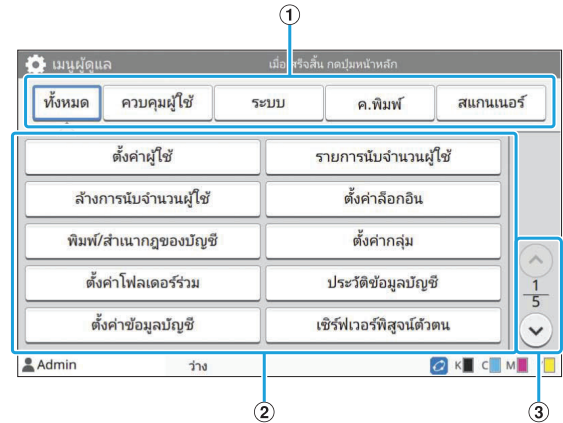 ①
เมนูผู้ดูแล เสร็จสิ้น กดปุ่มหน้าหลัก
ทั้งหมด ควบคุมผู้ใช้ ระบบ ค.พิมพ์ สแกนเนอร์
ตั้งค่าผู้ใช้ รายการนับจำนวนผู้ใช้
ล้างการนับจำนวนผู้ใช้ ตั้งค่าล็อกอิน
พิมพ์/สำเนากฎของบัญชี ตั้งค่ากลุ่ม
ตั้งค่าโฟลเดอร์ร่วม ประวัติข้อมูลบัญชี
ตั้งค่าข้อมูลบัญชี เซิร์ฟเวอร์พิสูจน์ตัวตน
1
5
Admin ว่าง K C M
② ③